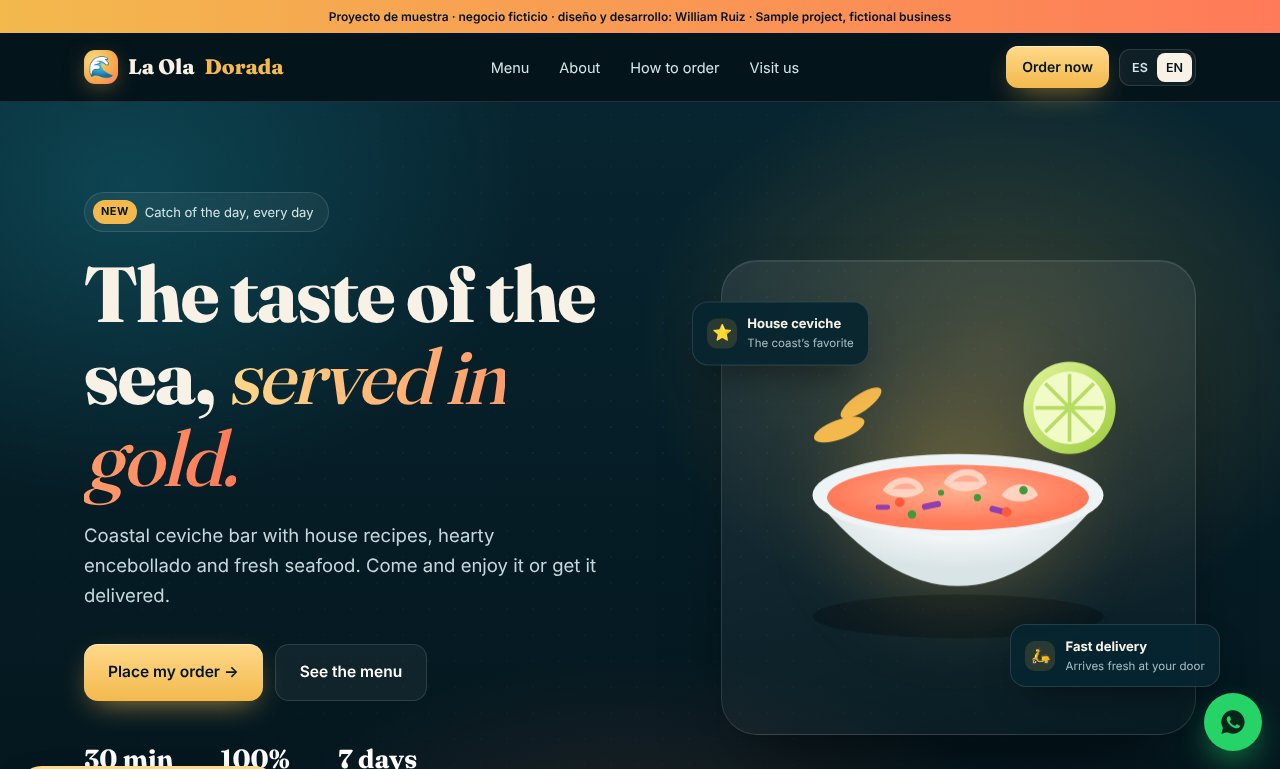 Proyecto de muestra · negocio ficticio · diseño y desarrollo: William Ruiz · Sample project, fictional business
La Ola Dorada
Menu
About
How to order
Visit us
Order now
ES
EN
NEW
Catch of the day, every day
The taste of the
sea, served in
gold.
Coastal ceviche bar with house recipes, hearty
encebollado and fresh seafood. Come and enjoy it or get it
delivered.
Place my order →
See the menu
30 min
100%
7 days
House ceviche
The coast's favorite
Fast delivery
Arrives fresh at your door